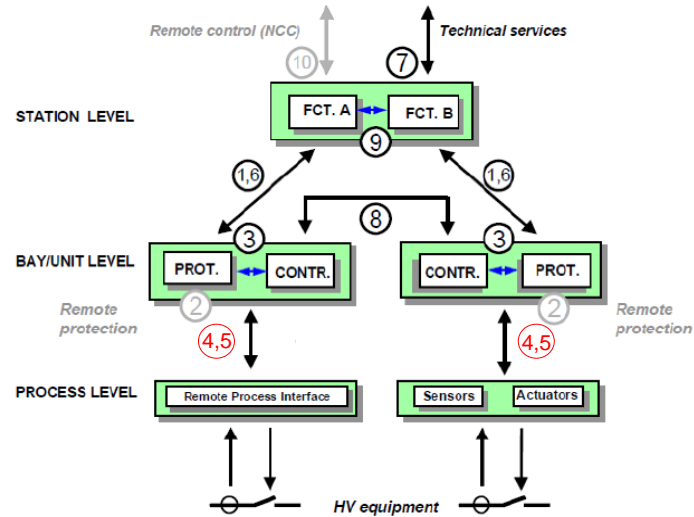 Remote control (NCC)
Technical services
10
7
FCT. A
FCT. B
STATION LEVEL
9
1,6
1,6
8
3
3
BAY/UNIT LEVEL
PROT.
CONTR.
CONTR.
PROT.
2
2
Remote
protection
Remote
protection
4,5
4,5
PROCESS LEVEL
Remote Process Interface
Sensors
Actuators
HV equipment